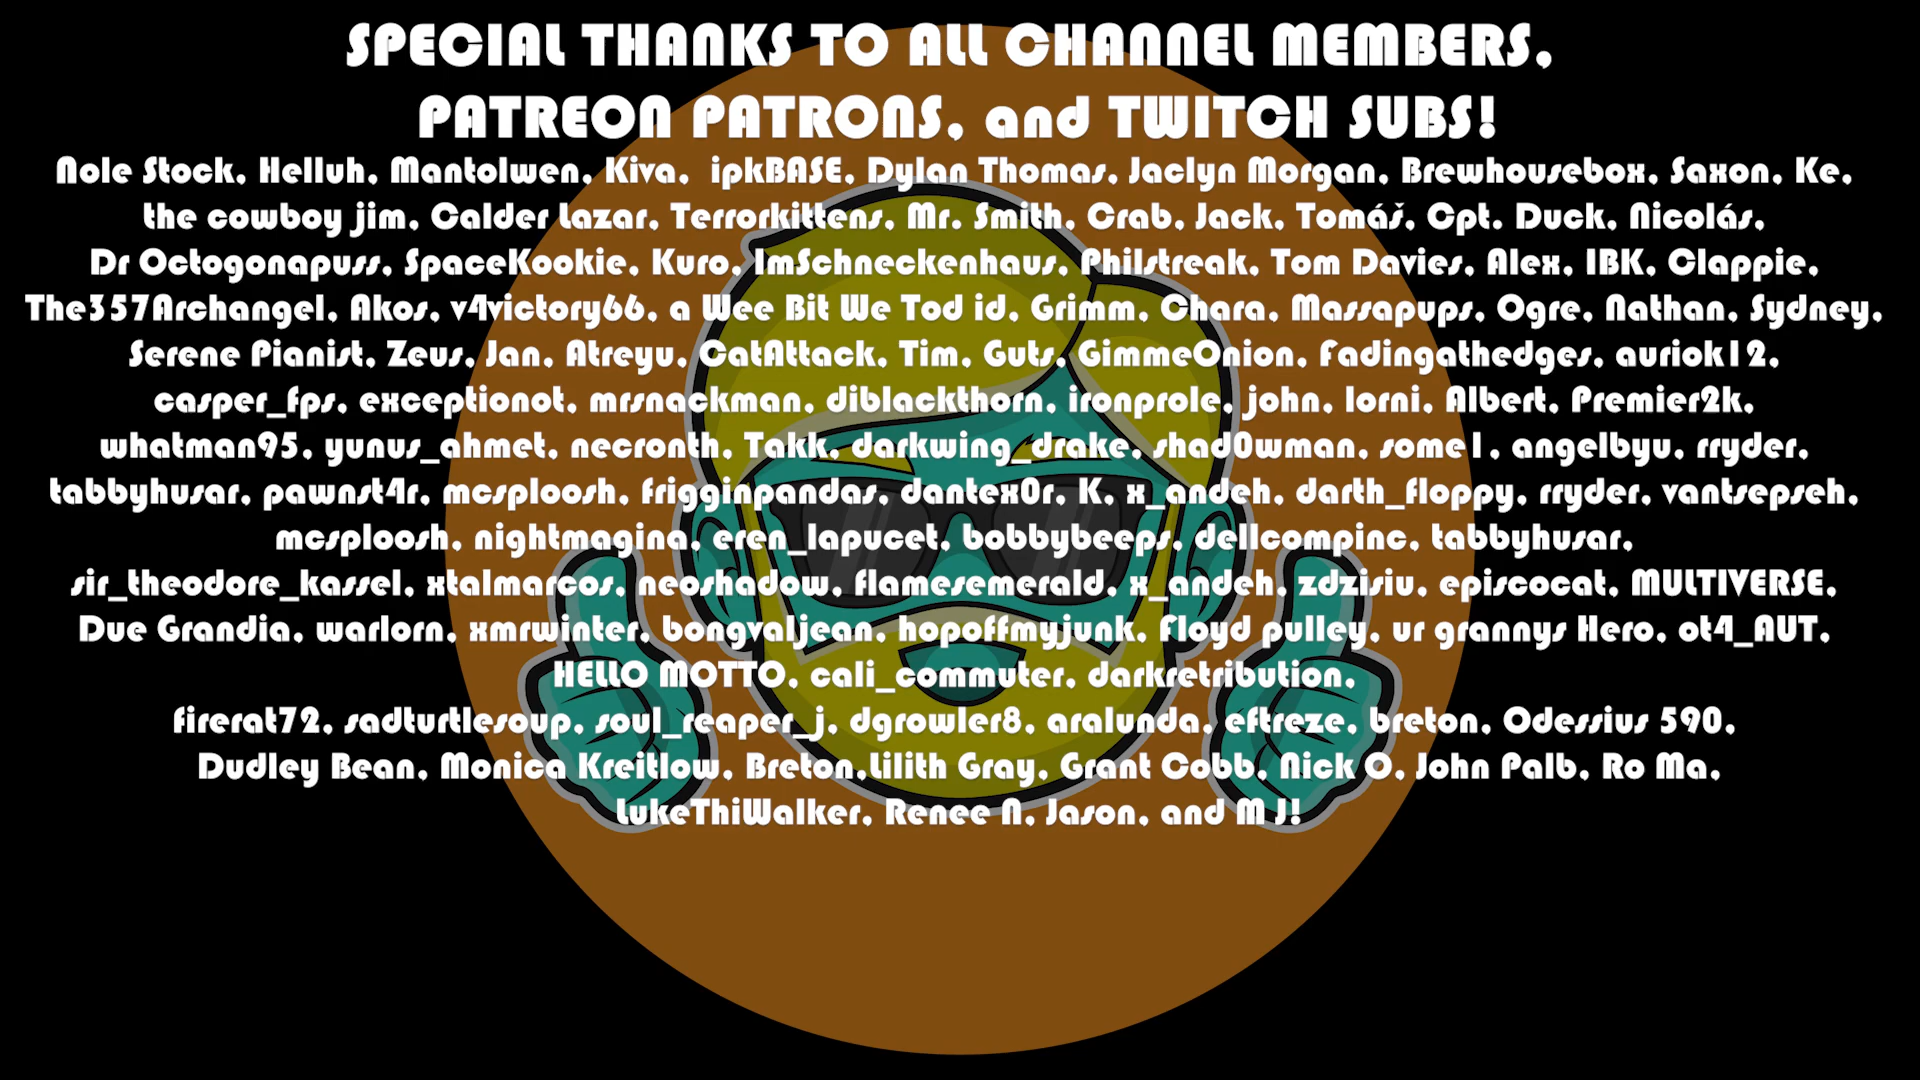 SPECIAL THANKS TO ALL CHANNEL MEMBERS,
PATREON PATRONS, and TWITCH SUBS!
Nole Stock, Helluh, Mantolwen, Kiva,  ipkBASE, Dylan Thomas, Jaclyn Morgan, Brewhousebox, Saxon, Ke,
the cowboy jim, Calder Lazar, Terrorkittens, Mr. Smith, Crab, Jack, Tomáš, Cpt. Duck, Nicolás,
Dr Octogonapuss, SpaceKookie, Kuro, ImSchneckenhaus, Philstreak, Tom Davies, Alex, IBK, Clappie,
The357Archangel, Akos, v4victory66, a Wee Bit We Tod id, Grimm, Chara, Massapups, Ogre, Nathan, Sydney,
Serene Pianist, Zeus, Jan, Atreyu, CatAttack, Tim, Guts, GimmeOnion, Fadingathedges, auriok12,
casper_fps, exceptionot, mrsnackman, diblackthorn, ironprole, john, lorni, Albert, Premier2k,
whatman95, yunus_ahmet, necronth, Takk, darkwing_drake, shad0wman, some1, angelbyu, rryder,
tabbyhusar, pawnst4r, mcsploosh, frigginpandas, dantex0r, K, x_andeh, darth_floppy, rryder, vantsepseh,
mcsploosh, nightmagina, eren_lapucet, bobbybeeps, dellcompinc, tabbyhusar,
sir_theodore_kassel, xtalmarcos, neoshadow, flamesemerald, x_andeh, zdzisiu, episcocat, MULTIVERSE,
Due Grandia, warlorn, xmrwinter, bongvaljean, hopoffmyjunk, Floyd pulley, ur grannys Hero, ot4_AUT,
HELLO MOTTO, cali_commuter, darkretribution,
firerat72, sadturtlesoup, soul_reaper_j, dgrowler8, aralunda, eftreze, breton, Odessius 590,
Dudley Bean, Monica Kreitlow, Breton,Lilith Gray, Grant Cobb, Nick O, John Palb, Ro Ma,
LukeThiWalker, Renee N, Jason, and M J!